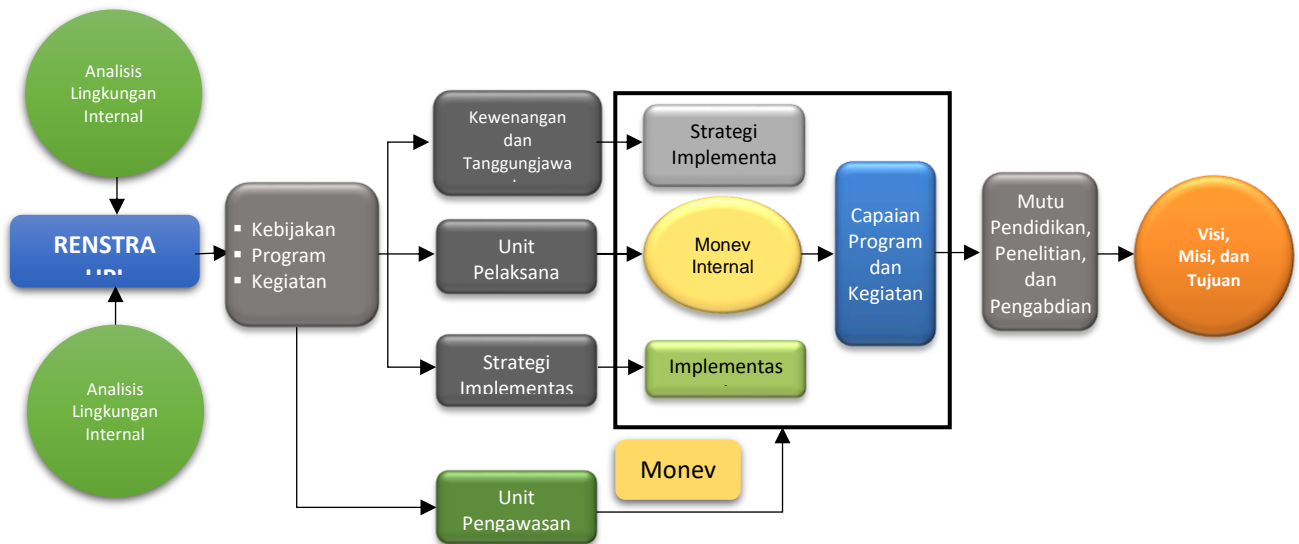 Analisis
Lingkungan
Internal
RENSTRA
Analisis
Lingkungan
Internal
▪ Kebijakan
▪ Program
▪ Kegiatan
Kewenangan
dan
Tanggungjawa
Unit
Pelaksana
Strategi
Implementas
Unit
Pengawasan
Strategi
Implementa
Monev
Internal
Implementas
Monev
Capaian
Program
dan
Kegiatan
Mutu
Pendidikan,
Penelitian,
dan
Pengabdian
Visi,
Misi, dan
Tujuan